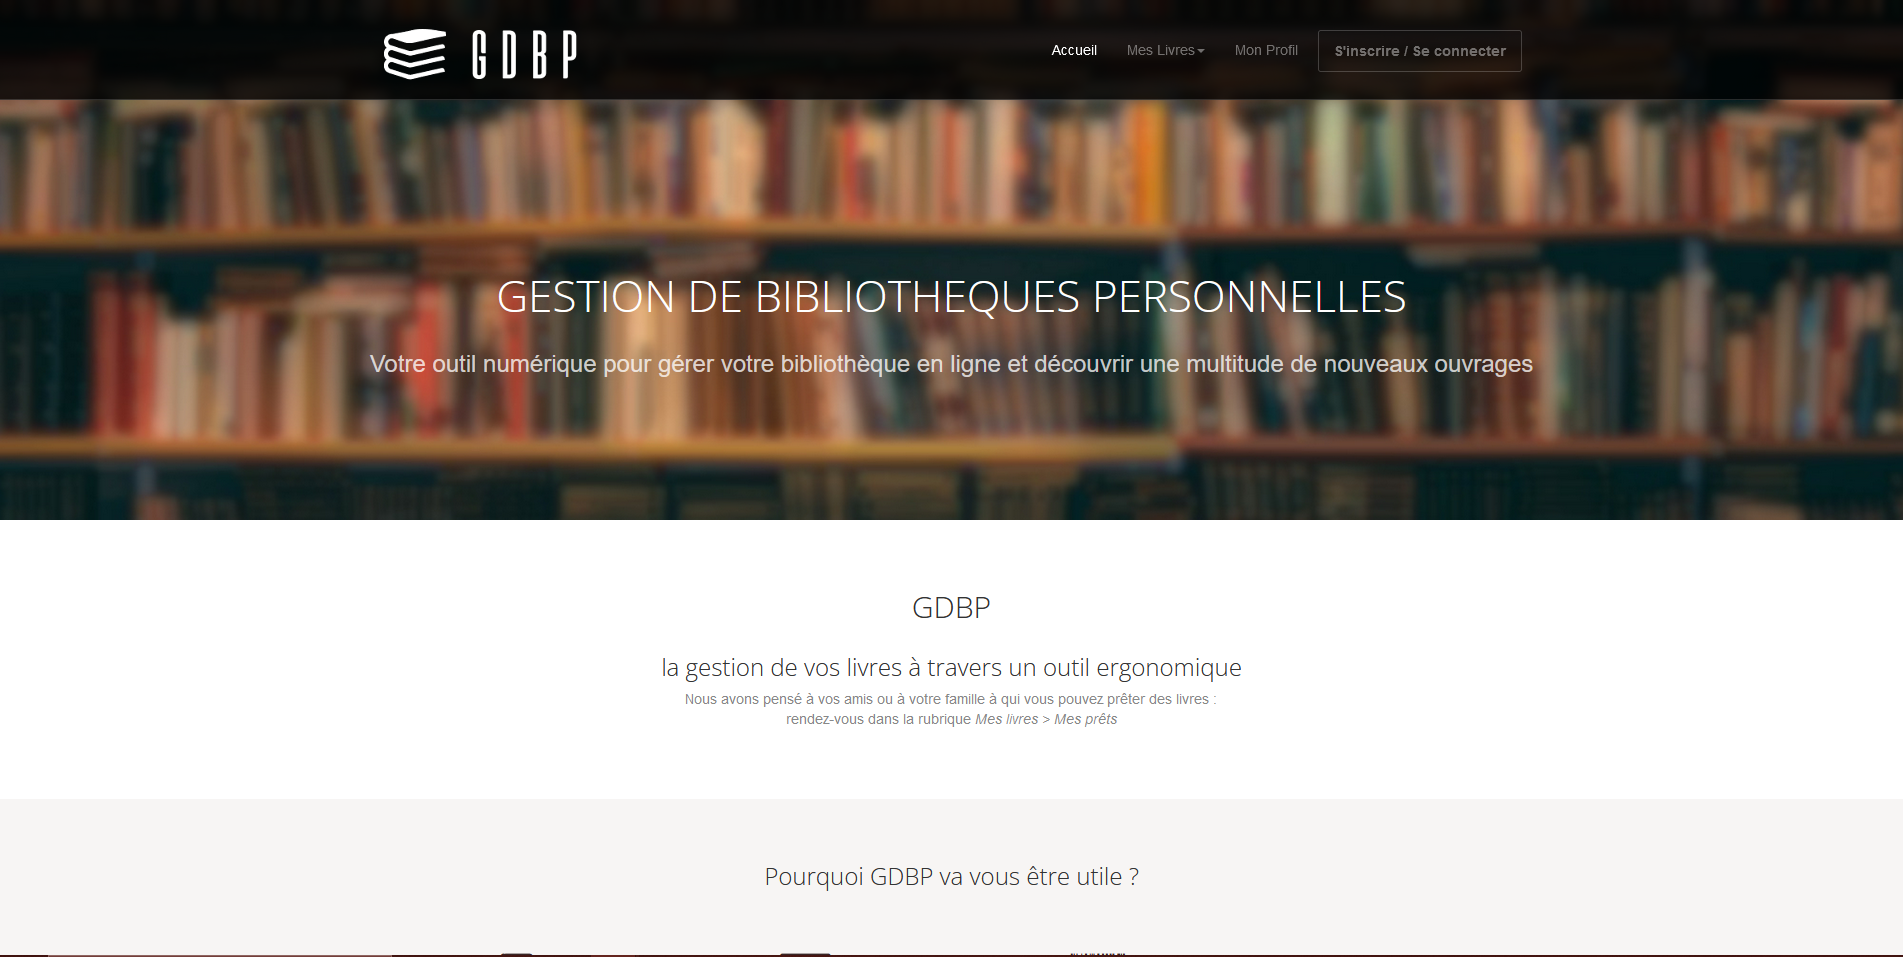 GDBP
Accueil
Mes Livres
Mon Profil
S'inscrire / Se connecter
GESTION DE BIBLIOTHEQUES PERSONNELLES
Votre outil numérique pour gérer votre bibliothèque en ligne et découvrir une multitude de nouveaux ouvrages
GDBP
la gestion de vos livres à travers un outil ergonomique
Nous avons pensé à vos amis ou à votre famille à qui vous pouvez prêter des livres :
rendez-vous dans la rubrique Mes livres > Mes prêts
Pourquoi GDBP va vous être utile ?